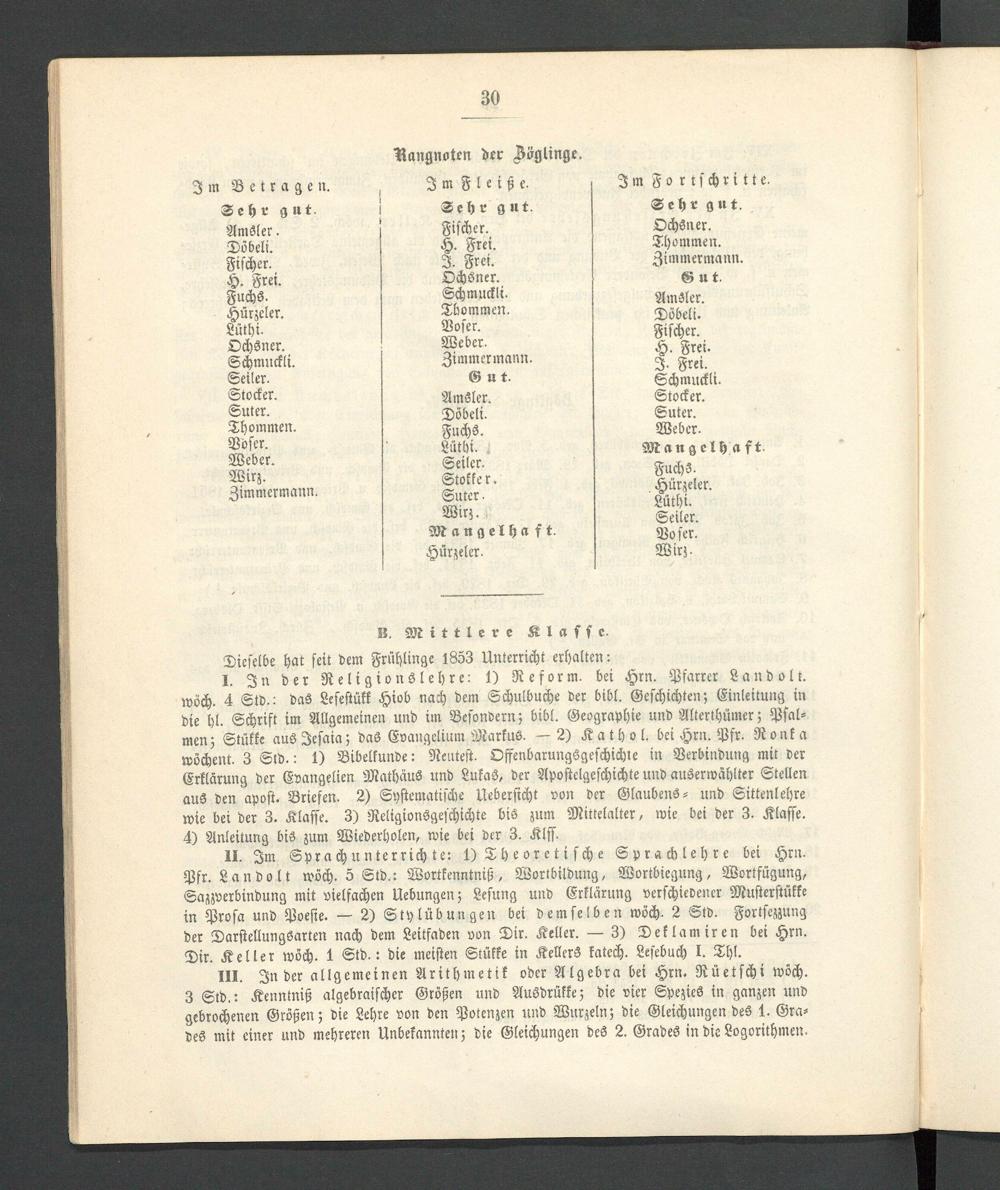 30
Rangnoten der Zöglinge.
Im Betragen.
Sehr gut.
Amsler.
Döbeli.
Fischer.
H. Frei.
Fuchs.
Hürzeler.
Lüthi.
Ochsner.
Schmuckli.
Seiler.
Stocker.
Suter.
Thommen.
Voser.
Weber.
Wirz.
Zimmermann.
Im Fleiße.
Sehr gut.
Fischer.
H. Frei.
J. Frei.
Ochsner.
Schmuckli.
Thommen.
Voser.
Weber.
Zimmermann.
Gut.
Amsler.
Döbeli.
Fuchs.
Lüthi.
Seiler.
Stokker.
Suter.
Wirz.
Mangelhaft.
Hürzeler.
Im Fortschritte.
Sehr gut.
Ochsner.
Thommen.
Zimmermann.
Gut.
Amsler.
Döbeli.
Fischer.
H. Frei.
J. Frei.
Schmuckli.
Stocker.
Suter.
Weber.
Mangelhaft.
Fuchs.
Hürzeler.
Lüthi.
Seiler.
Voser.
Wirz.
B. Mittlere Klasse.
Dieselbe hat seit dem Frühlinge 1853 Unterricht erhalten:
I. In der Religionslehre: 1) Reform. bei Hrn. Pfarrer Landolt.
wöch. 4 Std.: das Lesestükk Hiob nach dem Schulbuche der bibl. Geschichten; Einleitung in
die hl. Schrift im Allgemeinen und im Besondern; bibl. Geographie und Alterthümer; Psal-
men; Stükke aus Jesaia; das Evangelium Markus. — 2) Kathol. bei Hrn. Pfr. Ronka
wöchent. 3 Std.: 1) Bibelkunde: Neutest. Offenbarungsgeschichte in Verbindung mit der
Erklärung der Evangelien Mathäus und Lukas, der Apostelgeschichte und auserwählter Stellen
aus den apost. Briefen. 2) Systematische Uebersicht von der Glaubens- und Sittenlehre
wie bei der 3. Klasse. 3) Religionsgeschichte bis zum Mittelalter, wie bei der 3. Klasse.
4) Anleitung bis zum Wiederholen, wie bei der 3. Klss.
II. Im Sprachunterrichte: 1) Theoretische Sprachlehre bei Hrn.
Pfr. Landolt wöch. 5 Std.: Wortkenntniß, Wortbildung, Wortbiegung, Wortfügung,
Sazzverbindung mit vielfachen Uebungen; Lesung und Erklärung verschiedener Musterstükke
in Prosa und Poesie. — 2) Stylübungen bei demselben wöch. 2 Std. Fortsezzung
der Darstellungsarten nach dem Leitfaden von Dir. Keller. — 3) Deklamiren bei Hrn.
Dir. Keller wöch. 1 Std.: die meisten Stükke in Kellers katech. Lesebuch I. Thl.
III. In der allgemeinen Arithmetik oder Algebra bei Hrn. Rüetschi wöch.
3 Std.: Kenntniß algebraischer Größen und Ausdrükke; die vier Spezies in ganzen und
gebrochenen Größen; die Lehre von den Potenzen und Wurzeln; die Gleichungen des 1. Gra-
des mit einer und mehreren Unbekannten; die Gleichungen des 2. Grades in die Logorithmen.